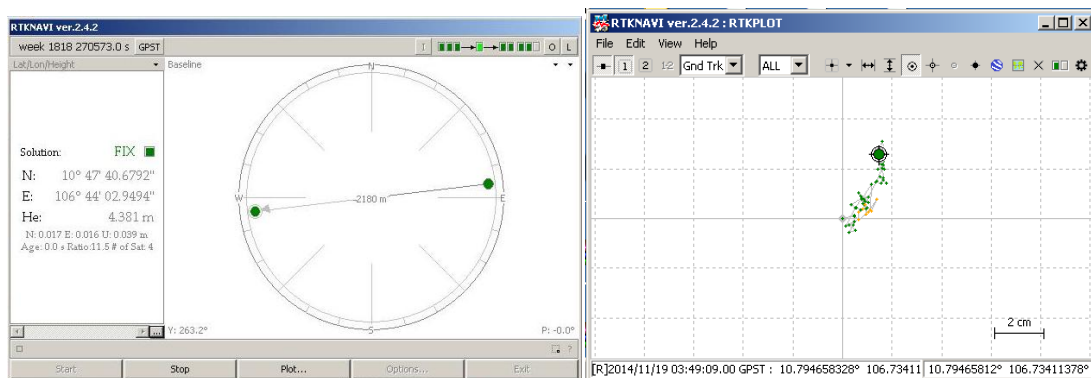 RTKNAVI ver.2.4.2
week 1818 270573.0 s GPST
I
O L
Lat/Lon/Height
Baseline
Solution: FIX
N: 10° 47' 40.6792"
E: 106° 44' 02.9494"
He: 4.381 m
N: 0.017 E: 0.016 U: 0.039 m
Age: 0.0 s Ratio:11.5 # of Sat: 4
N
W
E
S
2180 m
Y: 263.2°
P: -0.0°
...
?
Start Stop Plot... Options... Exit
RTKNAVI ver.2.4.2 : RTKPLOT
File Edit View Help
1 2 1-2 Gnd Trk ALL
2 cm
[R]2014/11/19 03:49:09.00 GPST : 10.794658328° 106.73411 10.79465812° 106.73411378°